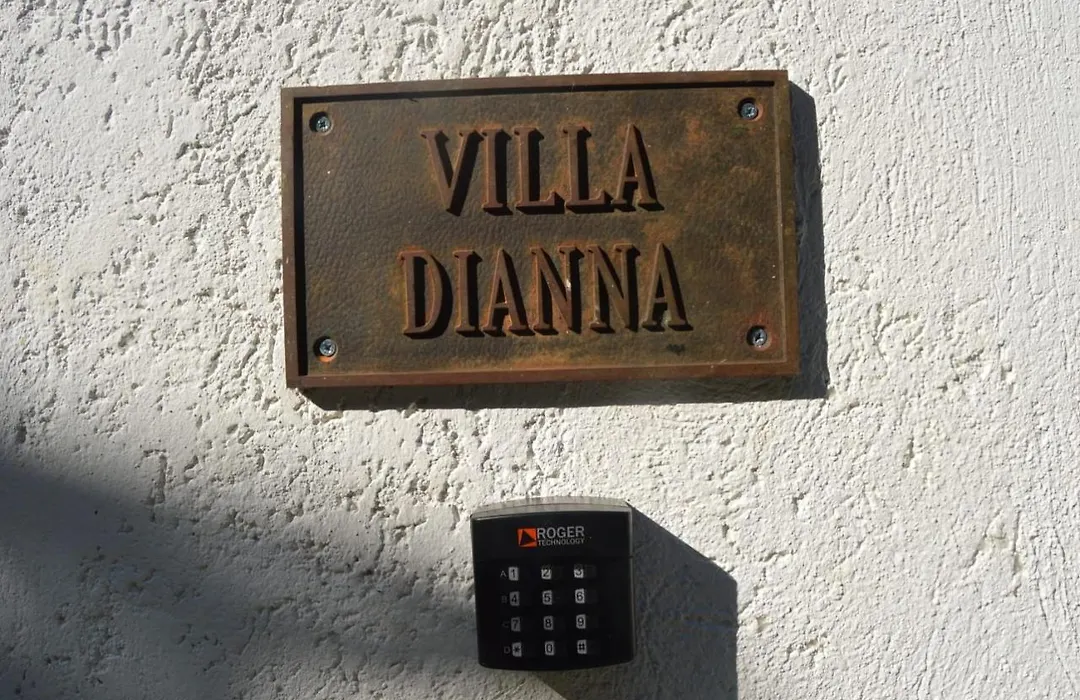 VILLA
DIANNA
ROGER
TECHNOLOGY
A 1 2 3
B 4 5 6
C 7 8 9
D * 0 #